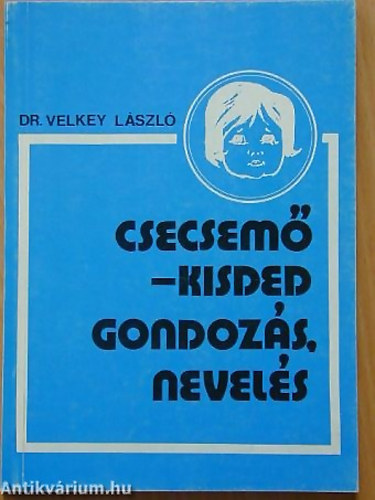 DR. VELKEY LÁSZLÓ
CSECSEMŐ
-KISDED
GONDOZÁS,
NEVELÉS
Antikvárium.hu